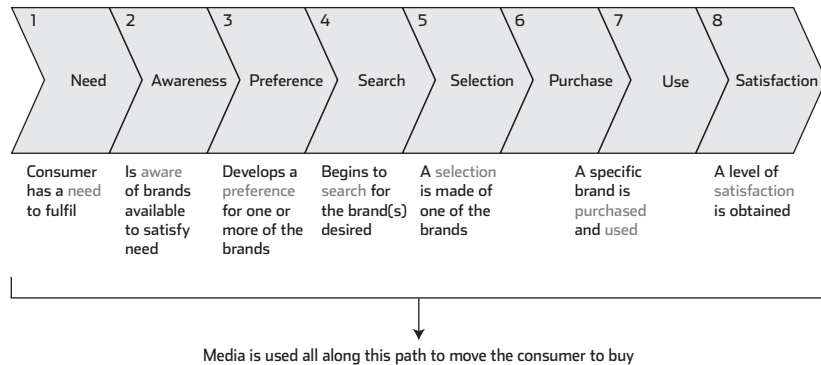 1 2 3 4 5 6 7 8
Need Awareness Preference Search Selection Purchase Use Satisfaction
Consumer
has a need
to fulfil
Is aware
of brands
available
to satisfy
need
Develops a
preference
for one or
more of the
brands
Begins to
search for
the brand(s)
desired
A selection
is made of
one of the
brands
A specific
brand is
purchased
and used
A level of
satisfaction
is obtained
Media is used all along this path to move the consumer to buy